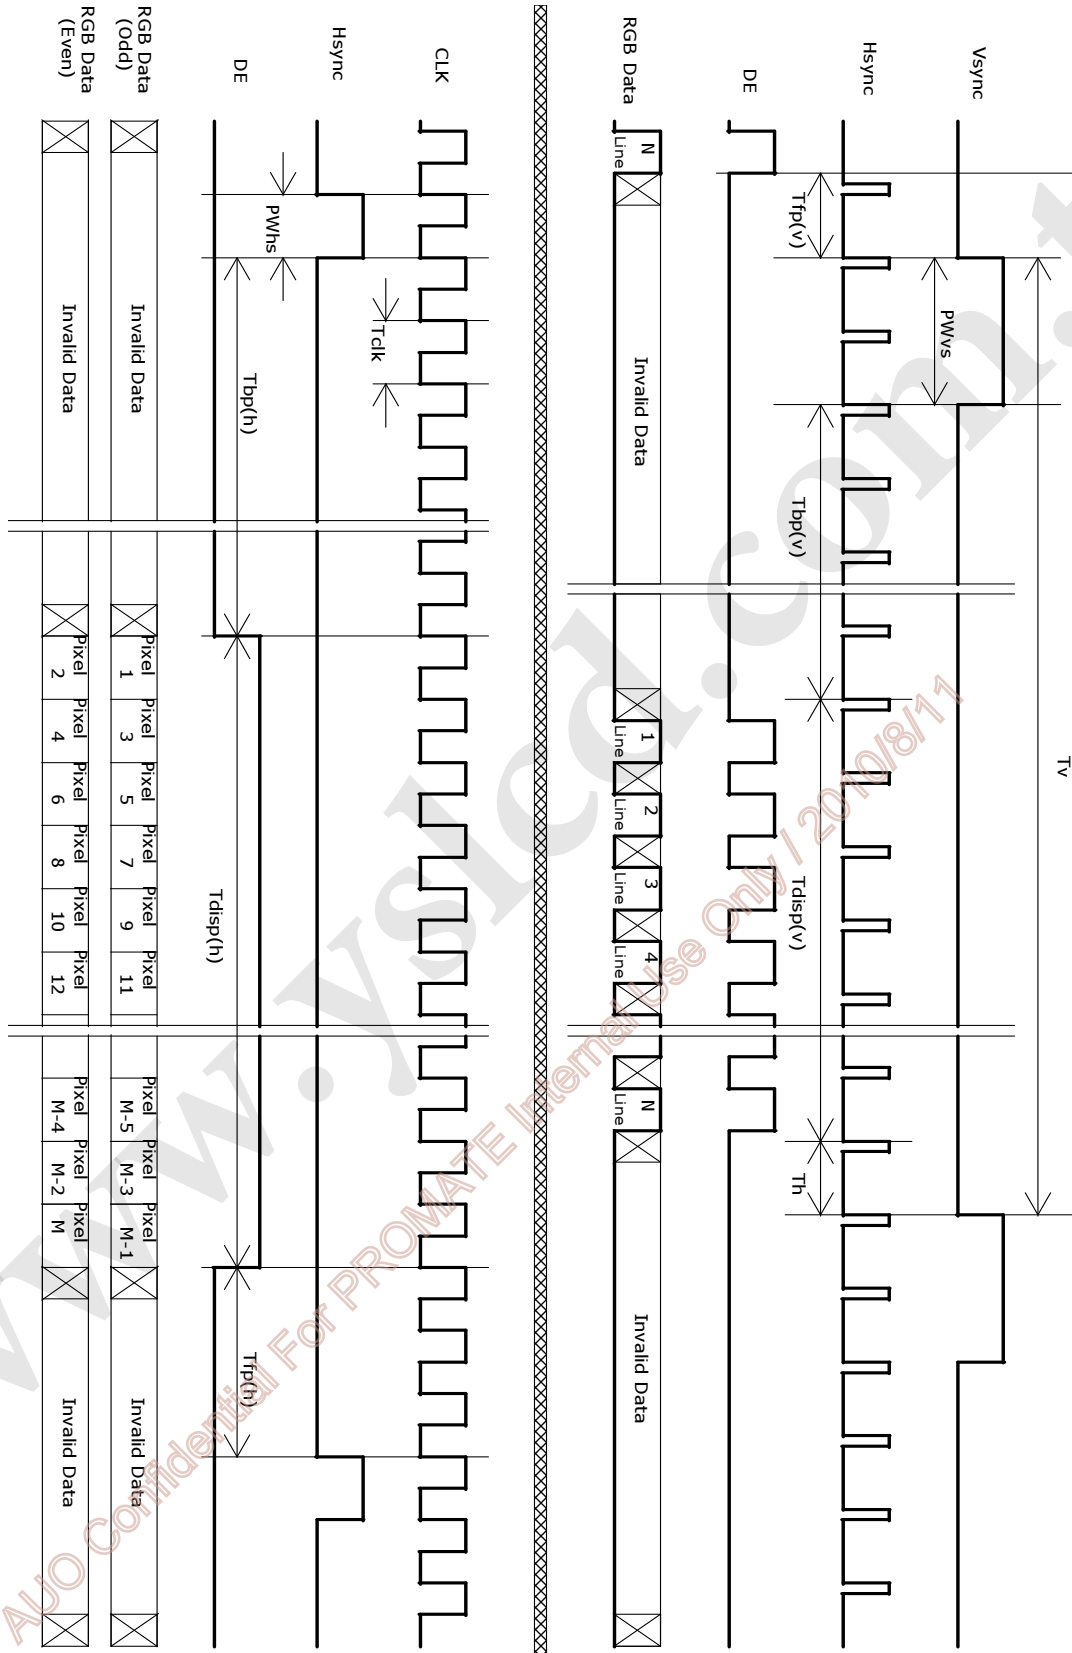 Vsync
Tv
PWvs
Hsync
Tfp(v)
Tbp(v)
Tdisp(v)
Th
DE
RGB Data
N Line
Invalid Data
1 Line
2 Line
3 Line
4 Line
N Line
Invalid Data
CLK
Tclk
Hsync
PWhs
Tbp(h)
DE
Tdisp(h)
Tfp(h)
RGB Data
(Odd)
Invalid Data
Pixel 1
Pixel 3
Pixel 5
Pixel 7
Pixel 9
Pixel 11
Pixel M-5
Pixel M-3
Pixel M-1
Invalid Data
RGB Data
(Even)
Invalid Data
Pixel 2
Pixel 4
Pixel 6
Pixel 8
Pixel 10
Pixel 12
Pixel M-4
Pixel M-2
Pixel M
Invalid Data
www.yslcd.com.t
AUO Confidential For PROMATE Internal Use Only / 2010/8/11